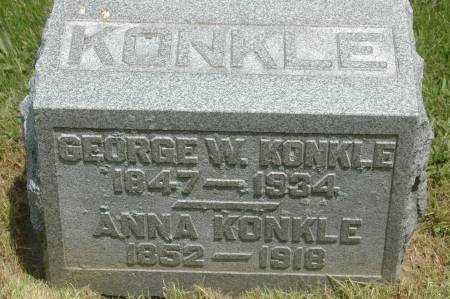 KONKLE
GEORGE W. KONKLE
1847 — 1934
ANNA KONKLE
1852 — 1918